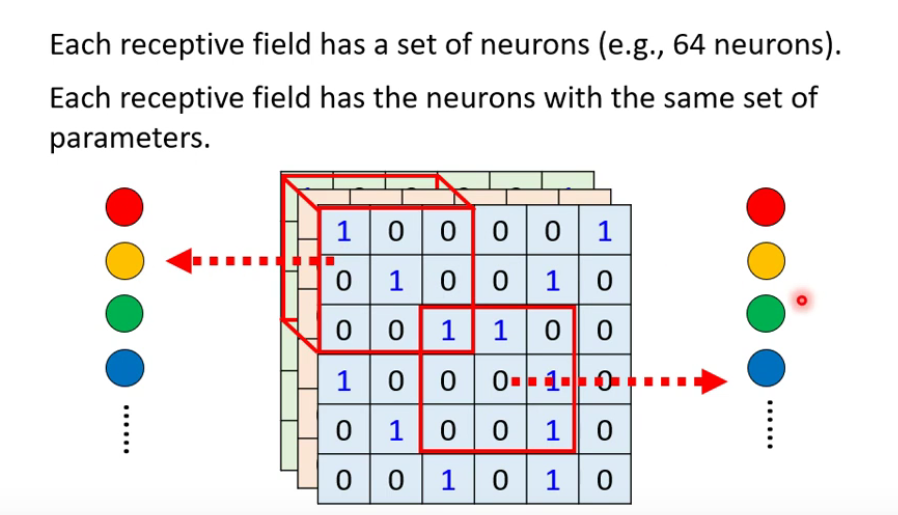 Each receptive field has a set of neurons (e.g., 64 neurons).
Each receptive field has the neurons with the same set of
parameters.
1 0 0 0 0 1
0 1 0 0 1 0
0 0 1 1 0 0
1 0 0 0 1 0
0 1 0 0 1 0
0 0 1 0 1 0